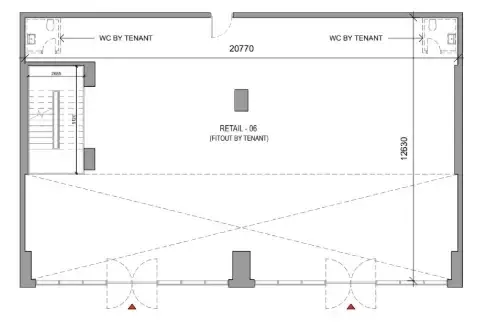 WC BY TENANT
WC BY TENANT
20770
RETAIL - 06
(FITOUT BY TENANT)
12630